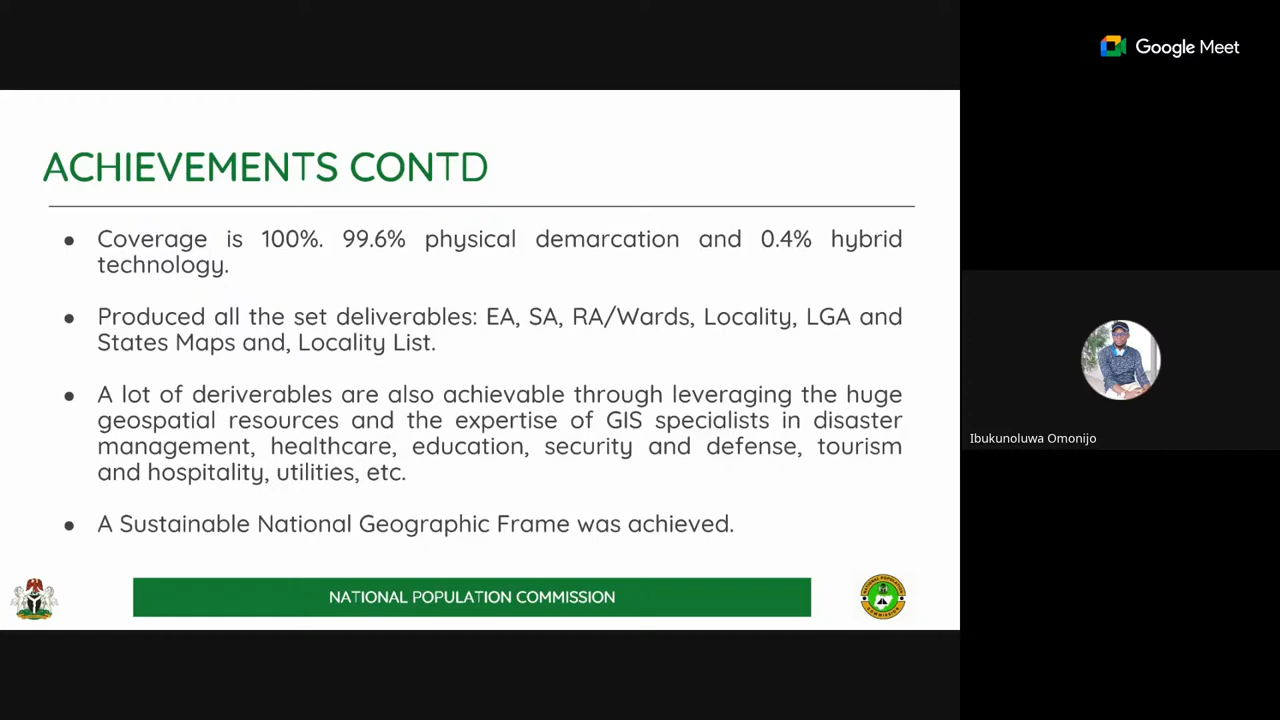 Google Meet
ACHIEVEMENTS CONTD
● Coverage is 100%. 99.6% physical demarcation and 0.4% hybrid
technology.
● Produced all the set deliverables: EA, SA, RA/Wards, Locality, LGA and
States Maps and, Locality List.
● A lot of deriverables are also achievable through leveraging the huge
geospatial resources and the expertise of GIS specialists in disaster
management, healthcare, education, security and defense, tourism
and hospitality, utilities, etc.
● A Sustainable National Geographic Frame was achieved.
NATIONAL POPULATION COMMISSION
NATIONAL POPULATION
COMMISSION
Ibukunoluwa Omonijo